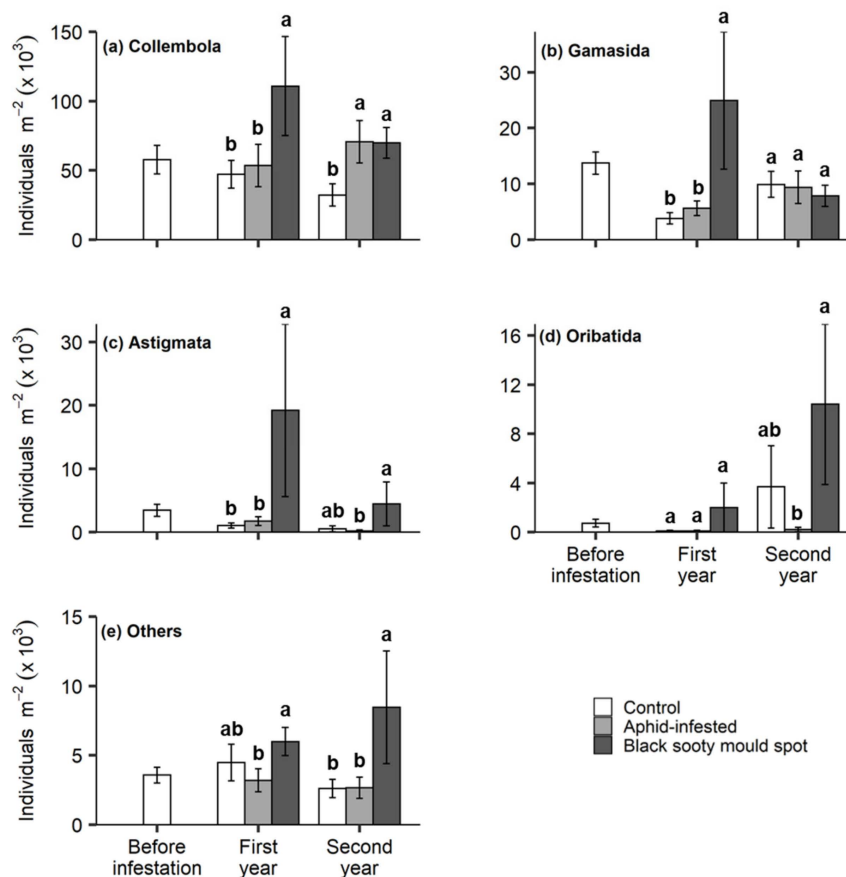 (a) Collembola
Individuals m⁻² (x 10³)
150
100
50
0
b b a
b a a
(b) Gamasida
30
20
10
0
b b a
a a a
(c) Astigmata
Individuals m⁻² (x 10³)
30
20
10
0
b b a
ab b a
(d) Oribatida
16
12
8
4
0
a a a
ab b a
Before infestation
First year
Second year
(e) Others
Individuals m⁻² (x 10³)
15
10
5
0
ab b a
b b a
Before infestation
First year
Second year
Control
Aphid-infested
Black sooty mould spot